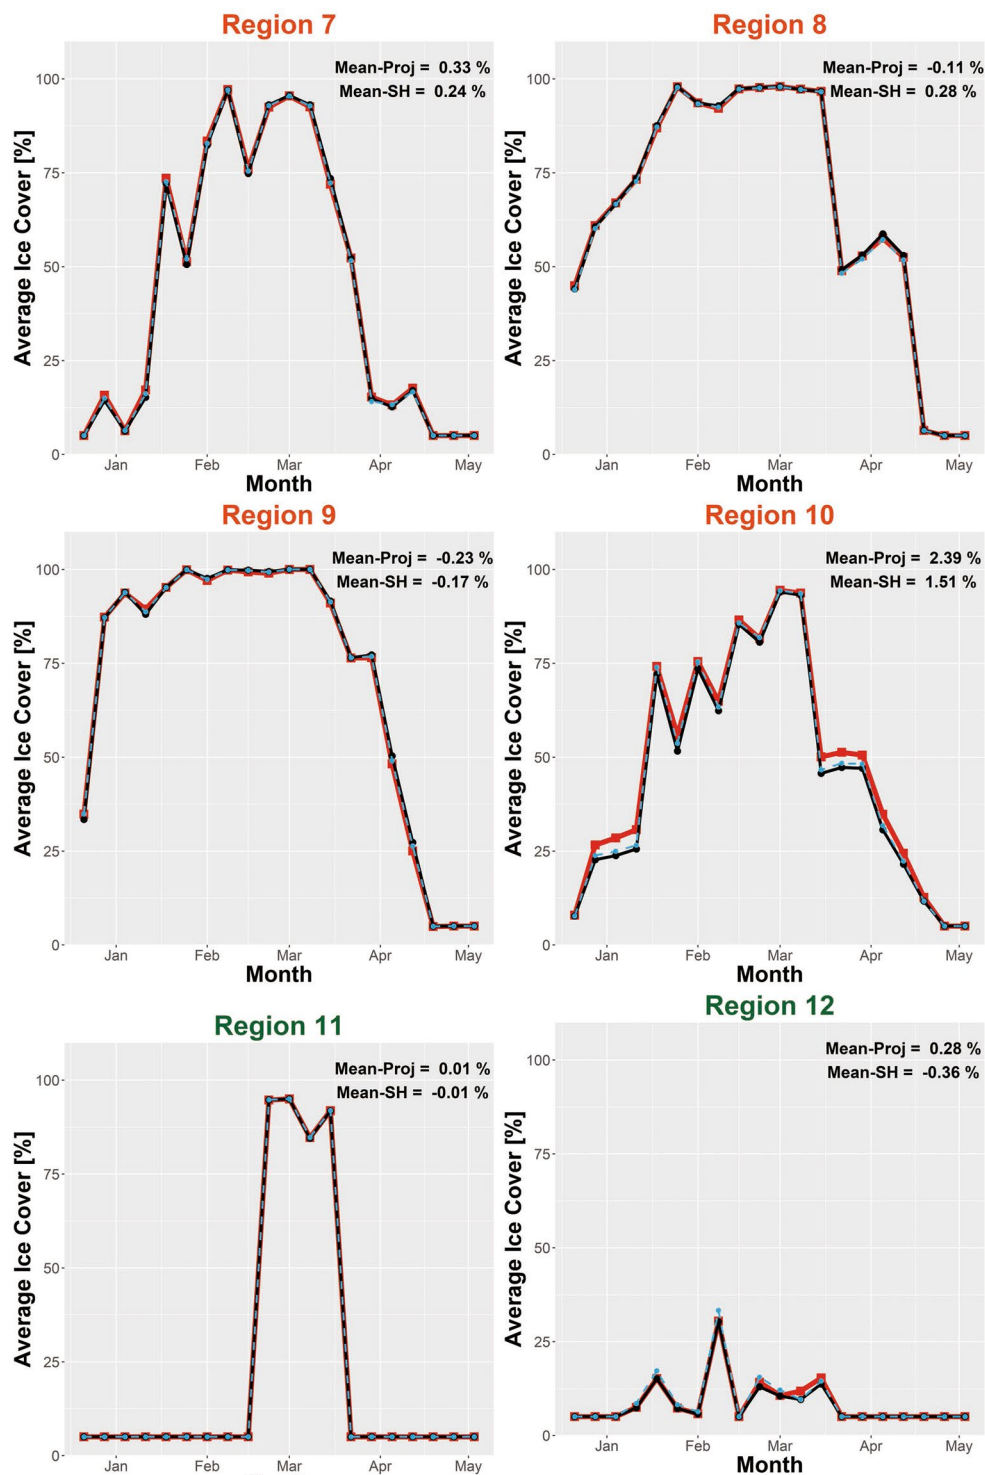 Region 7
Mean-Proj = 0.33 %
Mean-SH = 0.24 %
Average Ice Cover [%]
100
75
50
25
0
Jan Feb Mar Apr May
Month
Region 8
Mean-Proj = -0.11 %
Mean-SH = 0.28 %
Average Ice Cover [%]
100
75
50
25
0
Jan Feb Mar Apr May
Month
Region 9
Mean-Proj = -0.23 %
Mean-SH = -0.17 %
Average Ice Cover [%]
100
75
50
25
0
Jan Feb Mar Apr May
Month
Region 10
Mean-Proj = 2.39 %
Mean-SH = 1.51 %
Average Ice Cover [%]
100
75
50
25
0
Jan Feb Mar Apr May
Month
Region 11
Mean-Proj = 0.01 %
Mean-SH = -0.01 %
Average Ice Cover [%]
100
75
50
25
0
Jan Feb Mar Apr May
Region 12
Mean-Proj = 0.28 %
Mean-SH = -0.36 %
Average Ice Cover [%]
100
75
50
25
0
Jan Feb Mar Apr May
Month